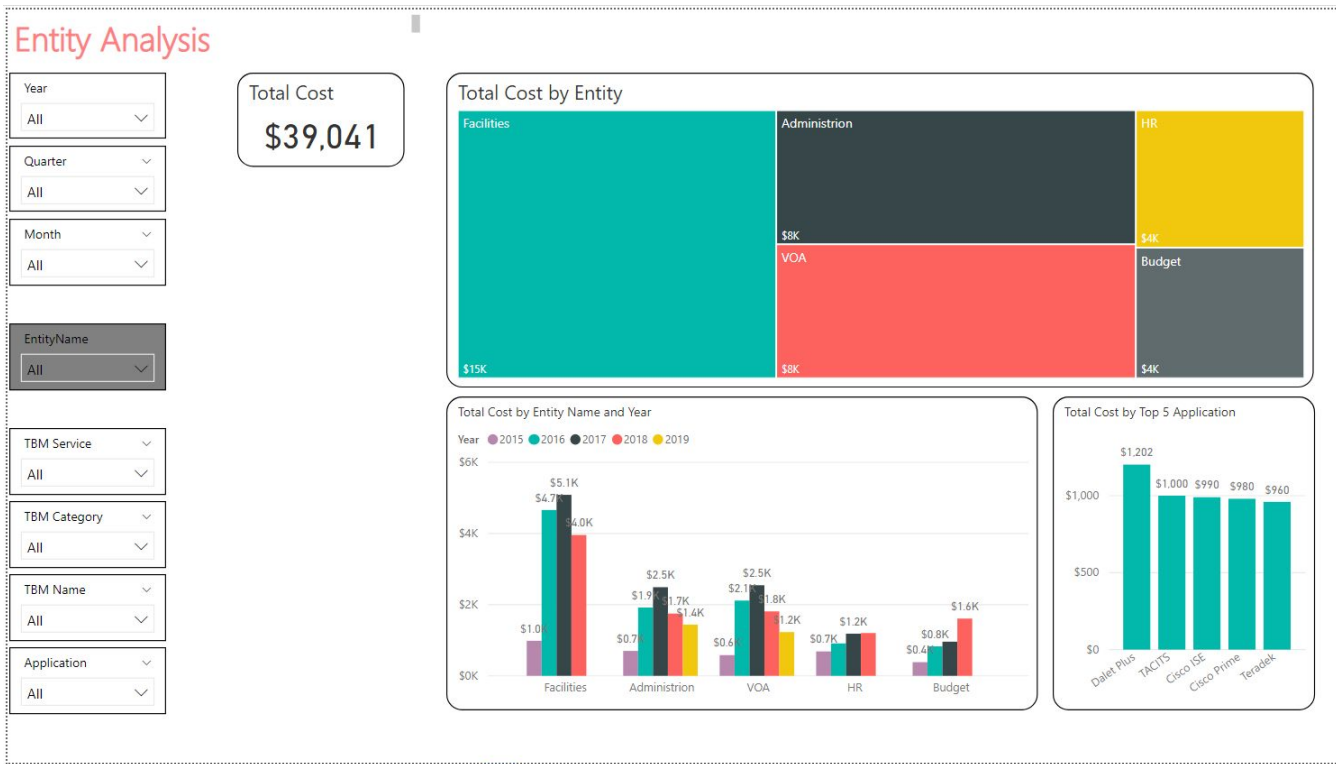 Entity Analysis
Year
All
Quarter
All
Month
All
EntityName
All
TBM Service
All
TBM Category
All
TBM Name
All
Application
All
Total Cost
$39,041
Total Cost by Entity
Facilities
$15K
Administrion
$8K
VOA
$8K
HR
$4K
Budget
$4K
Total Cost by Entity Name and Year
Year 2015 2016 2017 2018 2019
$6K
$4K
$2K
$0K
$1.0K
$4.7K
$5.1K
$4.0K
$0.7K
$1.9K
$2.5K
$1.7K
$1.4K
$0.6K
$2.1K
$2.5K
$1.8K
$1.2K
$0.7K
$1.2K
$0.4K
$0.8K
$1.6K
Facilities Administrion VOA HR Budget
Total Cost by Top 5 Application
$1,000
$500
$0
$1,202
$1,000
$990
$980
$960
Dalet Plus
TACITS
Cisco ISE
Cisco Prime
Teradek